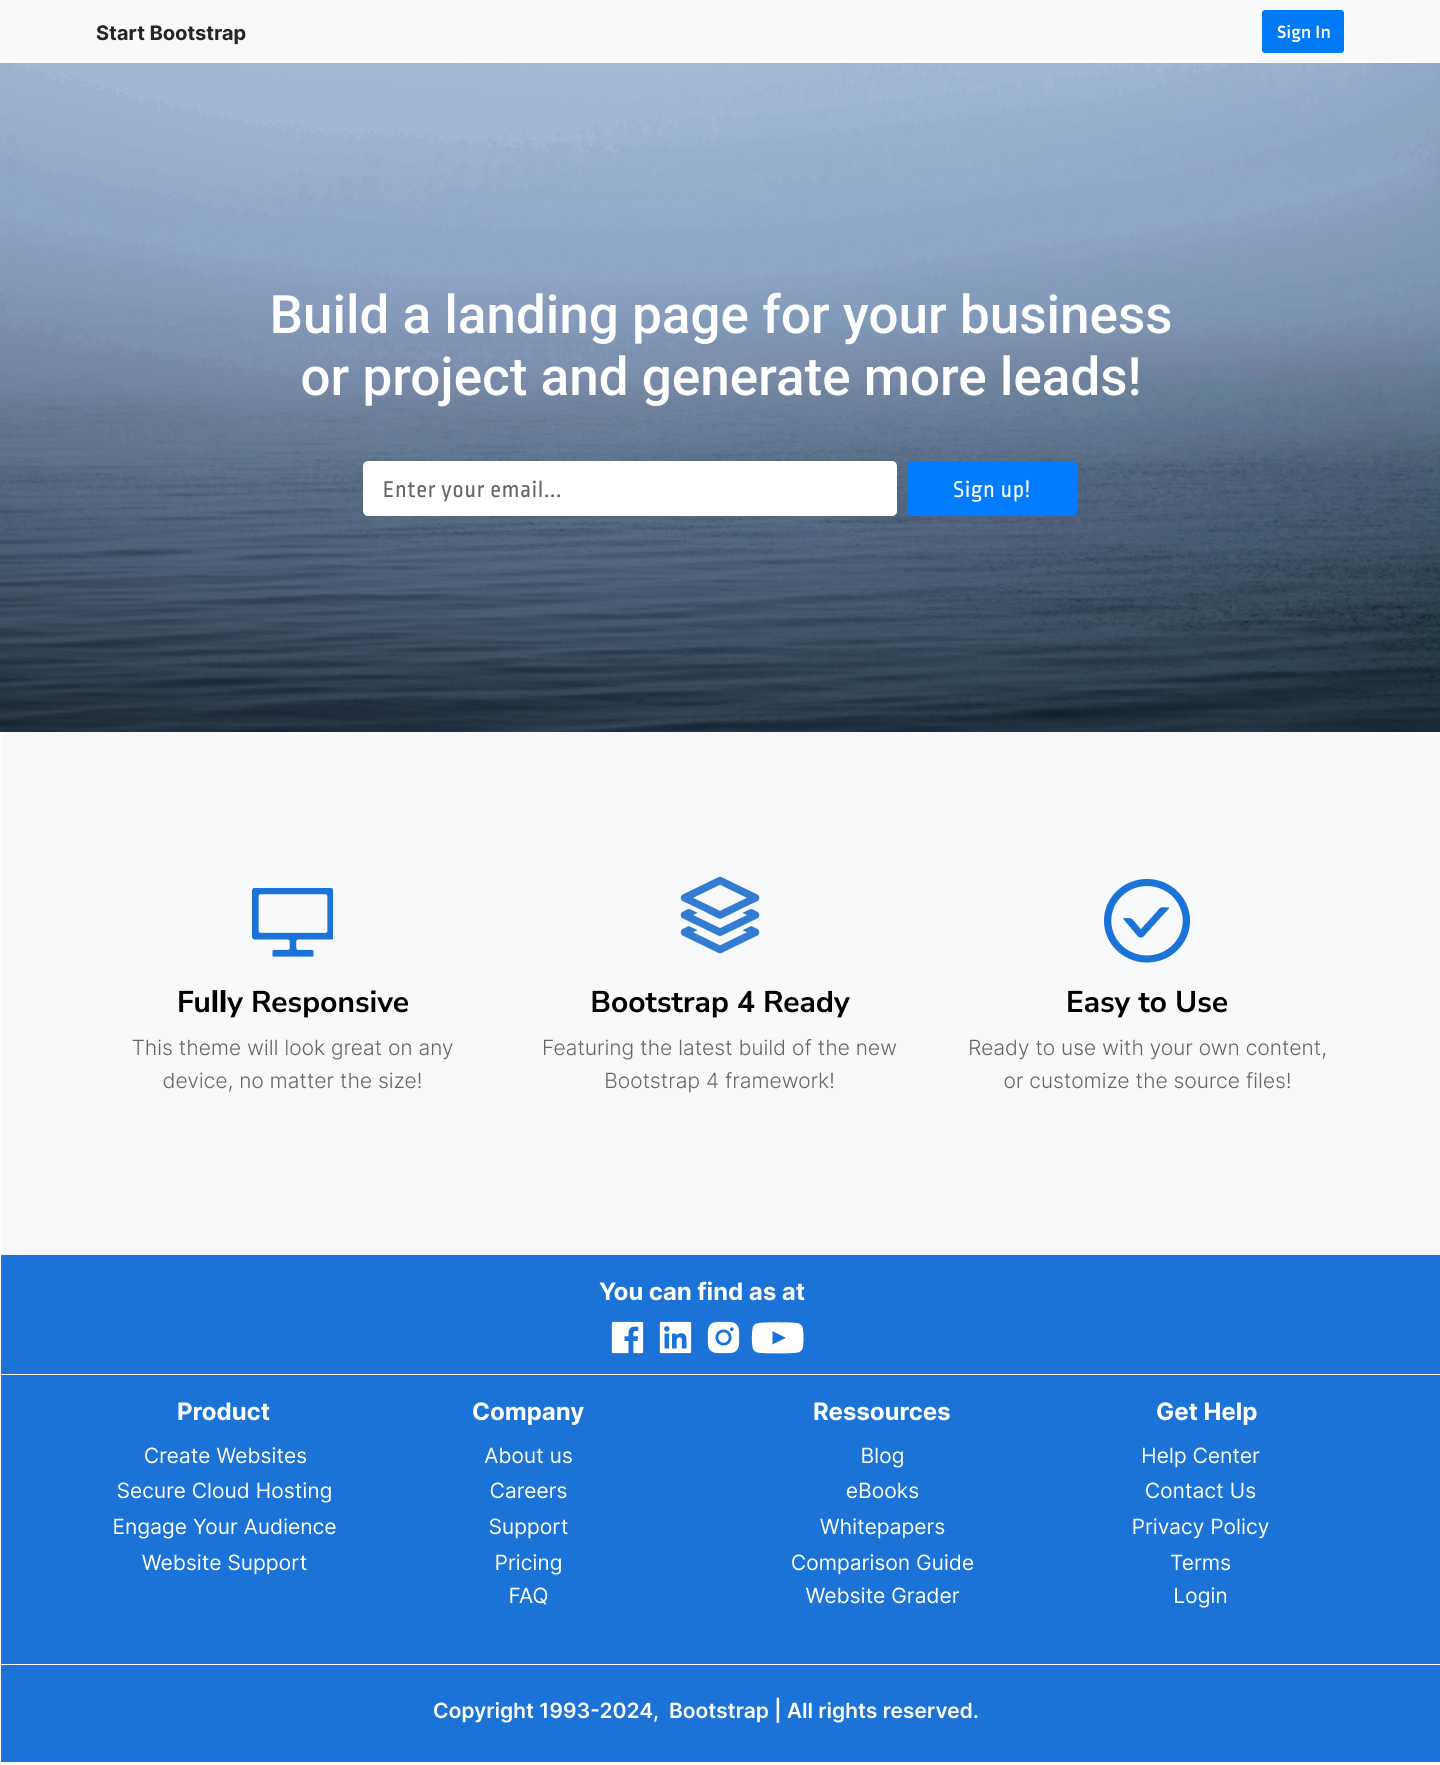 Start Bootstrap
Sign In
Build a landing page for your business
or project and generate more leads!
Enter your email...
Sign up!
Fully Responsive
This theme will look great on any
device, no matter the size!
Bootstrap 4 Ready
Featuring the latest build of the new
Bootstrap 4 framework!
Easy to Use
Ready to use with your own content,
or customize the source files!
You can find as at
Product
Create Websites
Secure Cloud Hosting
Engage Your Audience
Website Support
Company
About us
Careers
Support
Pricing
FAQ
Ressources
Blog
eBooks
Whitepapers
Comparison Guide
Website Grader
Get Help
Help Center
Contact Us
Privacy Policy
Terms
Login
Copyright 1993-2024, Bootstrap | All rights reserved.